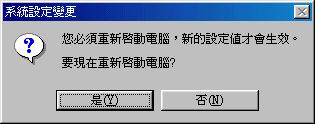 系統設定變更
您必須重新啓動電腦，新的設定値才會生效。
要現在重新啓動電腦?
是(Y)
否(N)